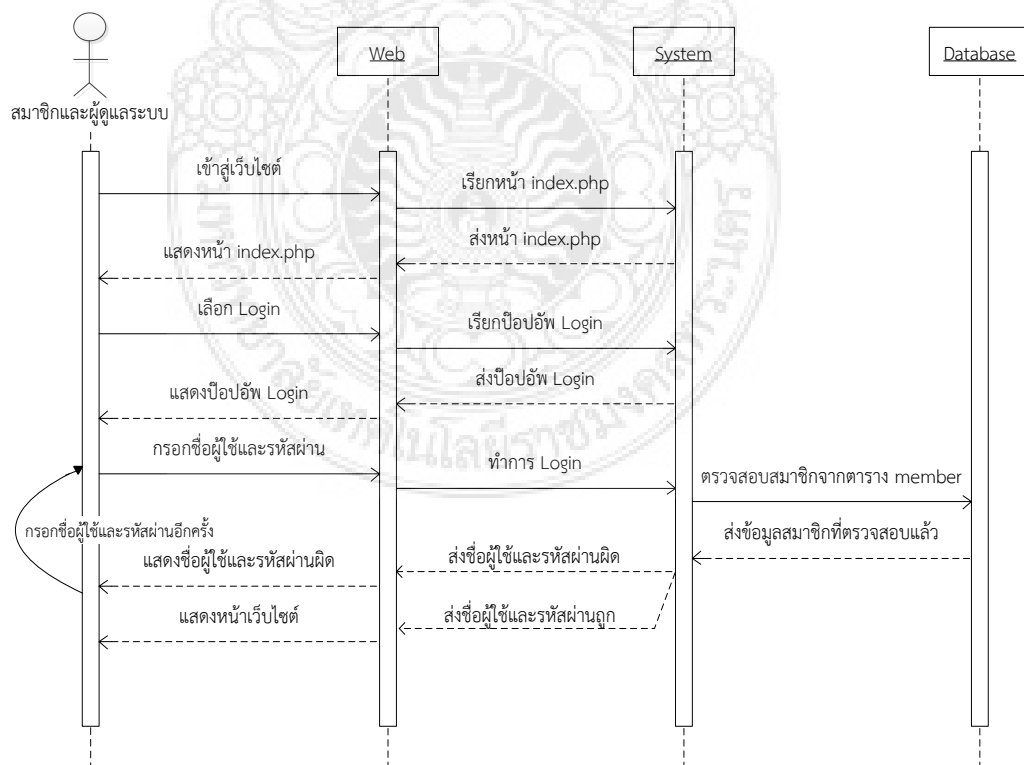 Web
System
Database
สมาชิกและผู้ดูแลระบบ
เข้าสู่เว็บไซต์
เรียกหน้า index.php
ส่งหน้า index.php
แสดงหน้า index.php
เลือก Login
เรียกป๊อปอัพ Login
ส่งป๊อปอัพ Login
แสดงป๊อปอัพ Login
กรอกชื่อผู้ใช้และรหัสผ่าน
ทำการ Login
ตรวจสอบสมาชิกจากตาราง member
กรอกชื่อผู้ใช้และรหัสผ่านอีกครั้ง
ส่งข้อมูลสมาชิกที่ตรวจสอบแล้ว
ส่งชื่อผู้ใช้และรหัสผ่านผิด
แสดงชื่อผู้ใช้และรหัสผ่านผิด
ส่งชื่อผู้ใช้และรหัสผ่านถูก
แสดงหน้าเว็บไซต์